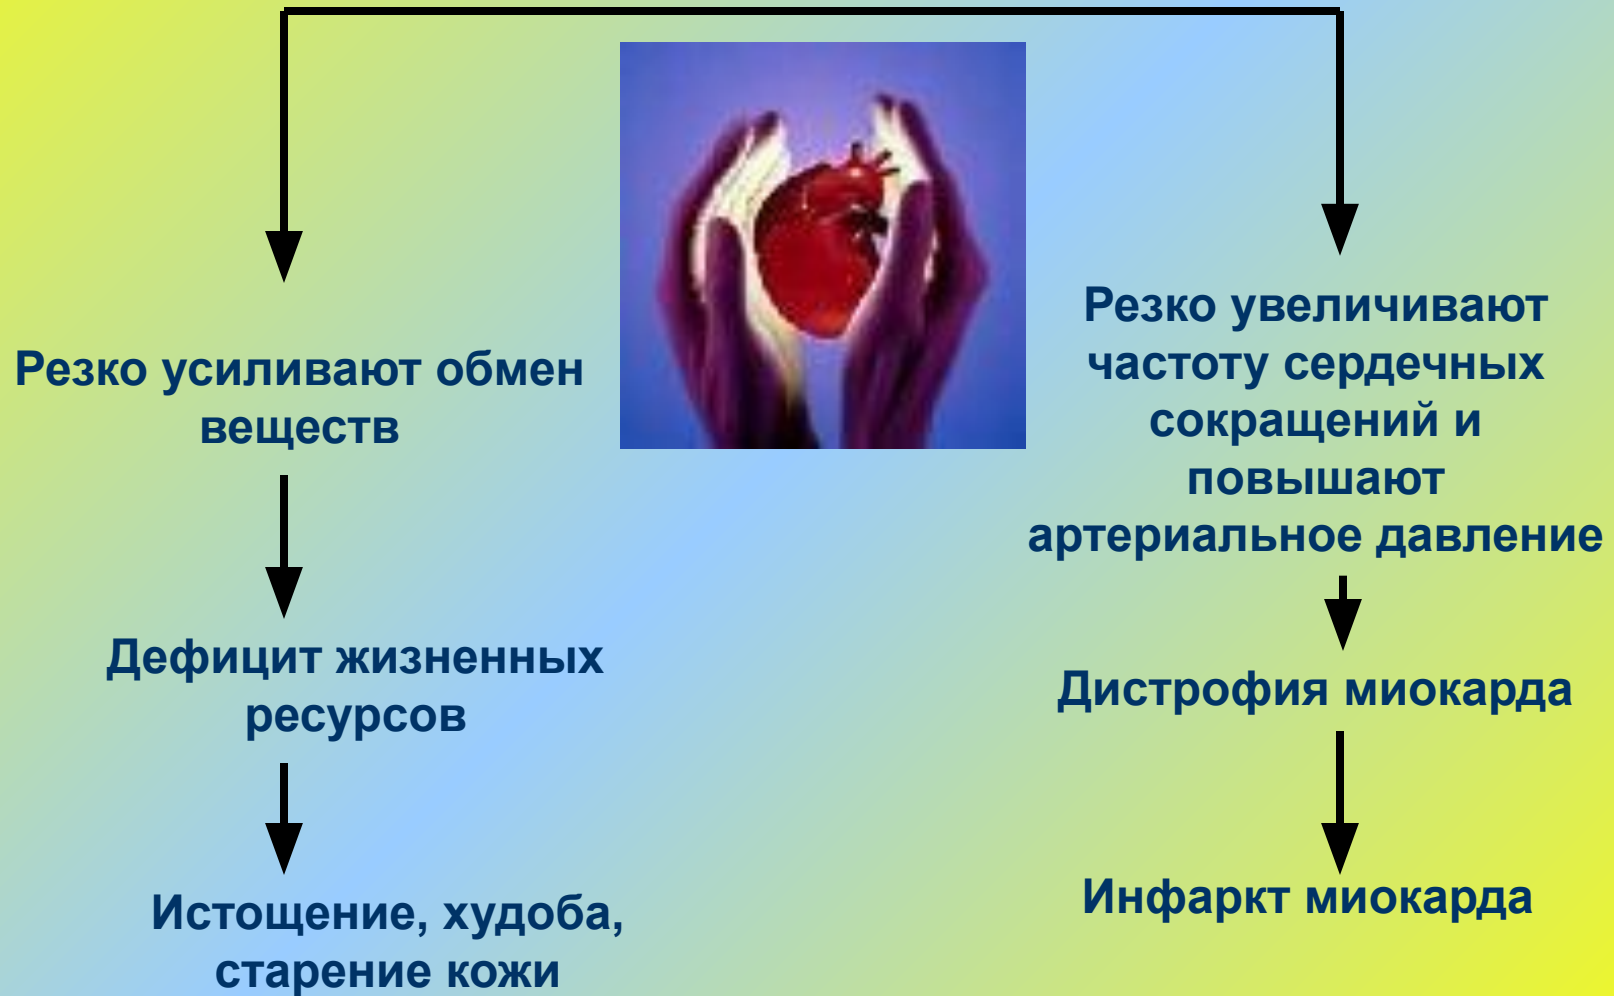 Резко усиливают обмен
веществ
Дефицит жизненных
ресурсов
Истощение, худоба,
старение кожи
Резко увеличивают
частоту сердечных
сокращений и
повышают
артериальное давление
Дистрофия миокарда
Инфаркт миокарда